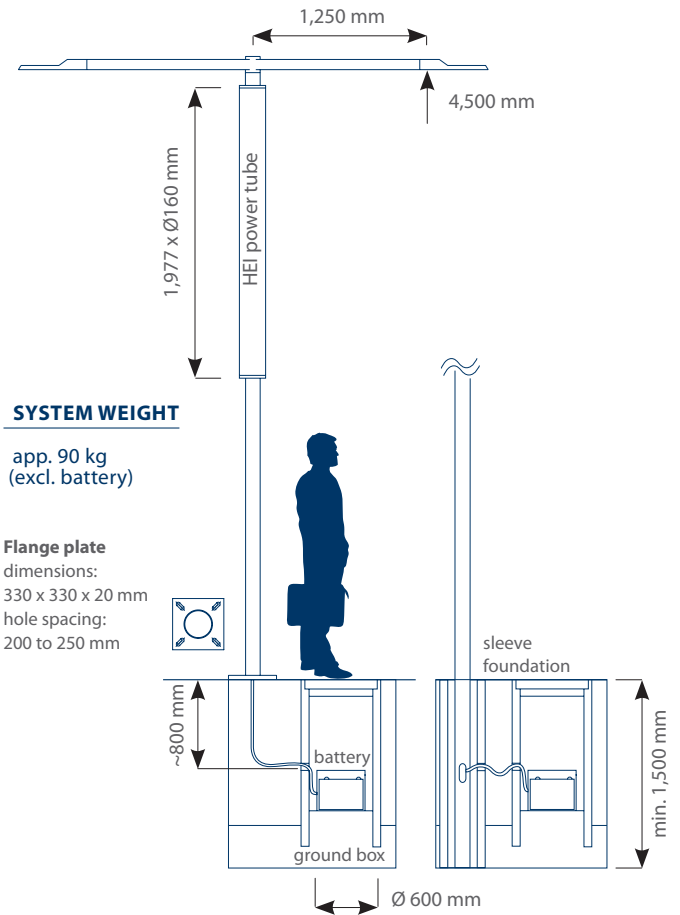 1,250 mm
4,500 mm
1,977 x Ø160 mm
HEI power tube
SYSTEM WEIGHT
app. 90 kg
(excl. battery)
Flange plate
dimensions:
330 x 330 x 20 mm
hole spacing:
200 to 250 mm
sleeve
foundation
~800 mm
battery
min. 1,500 mm
ground box
Ø 600 mm